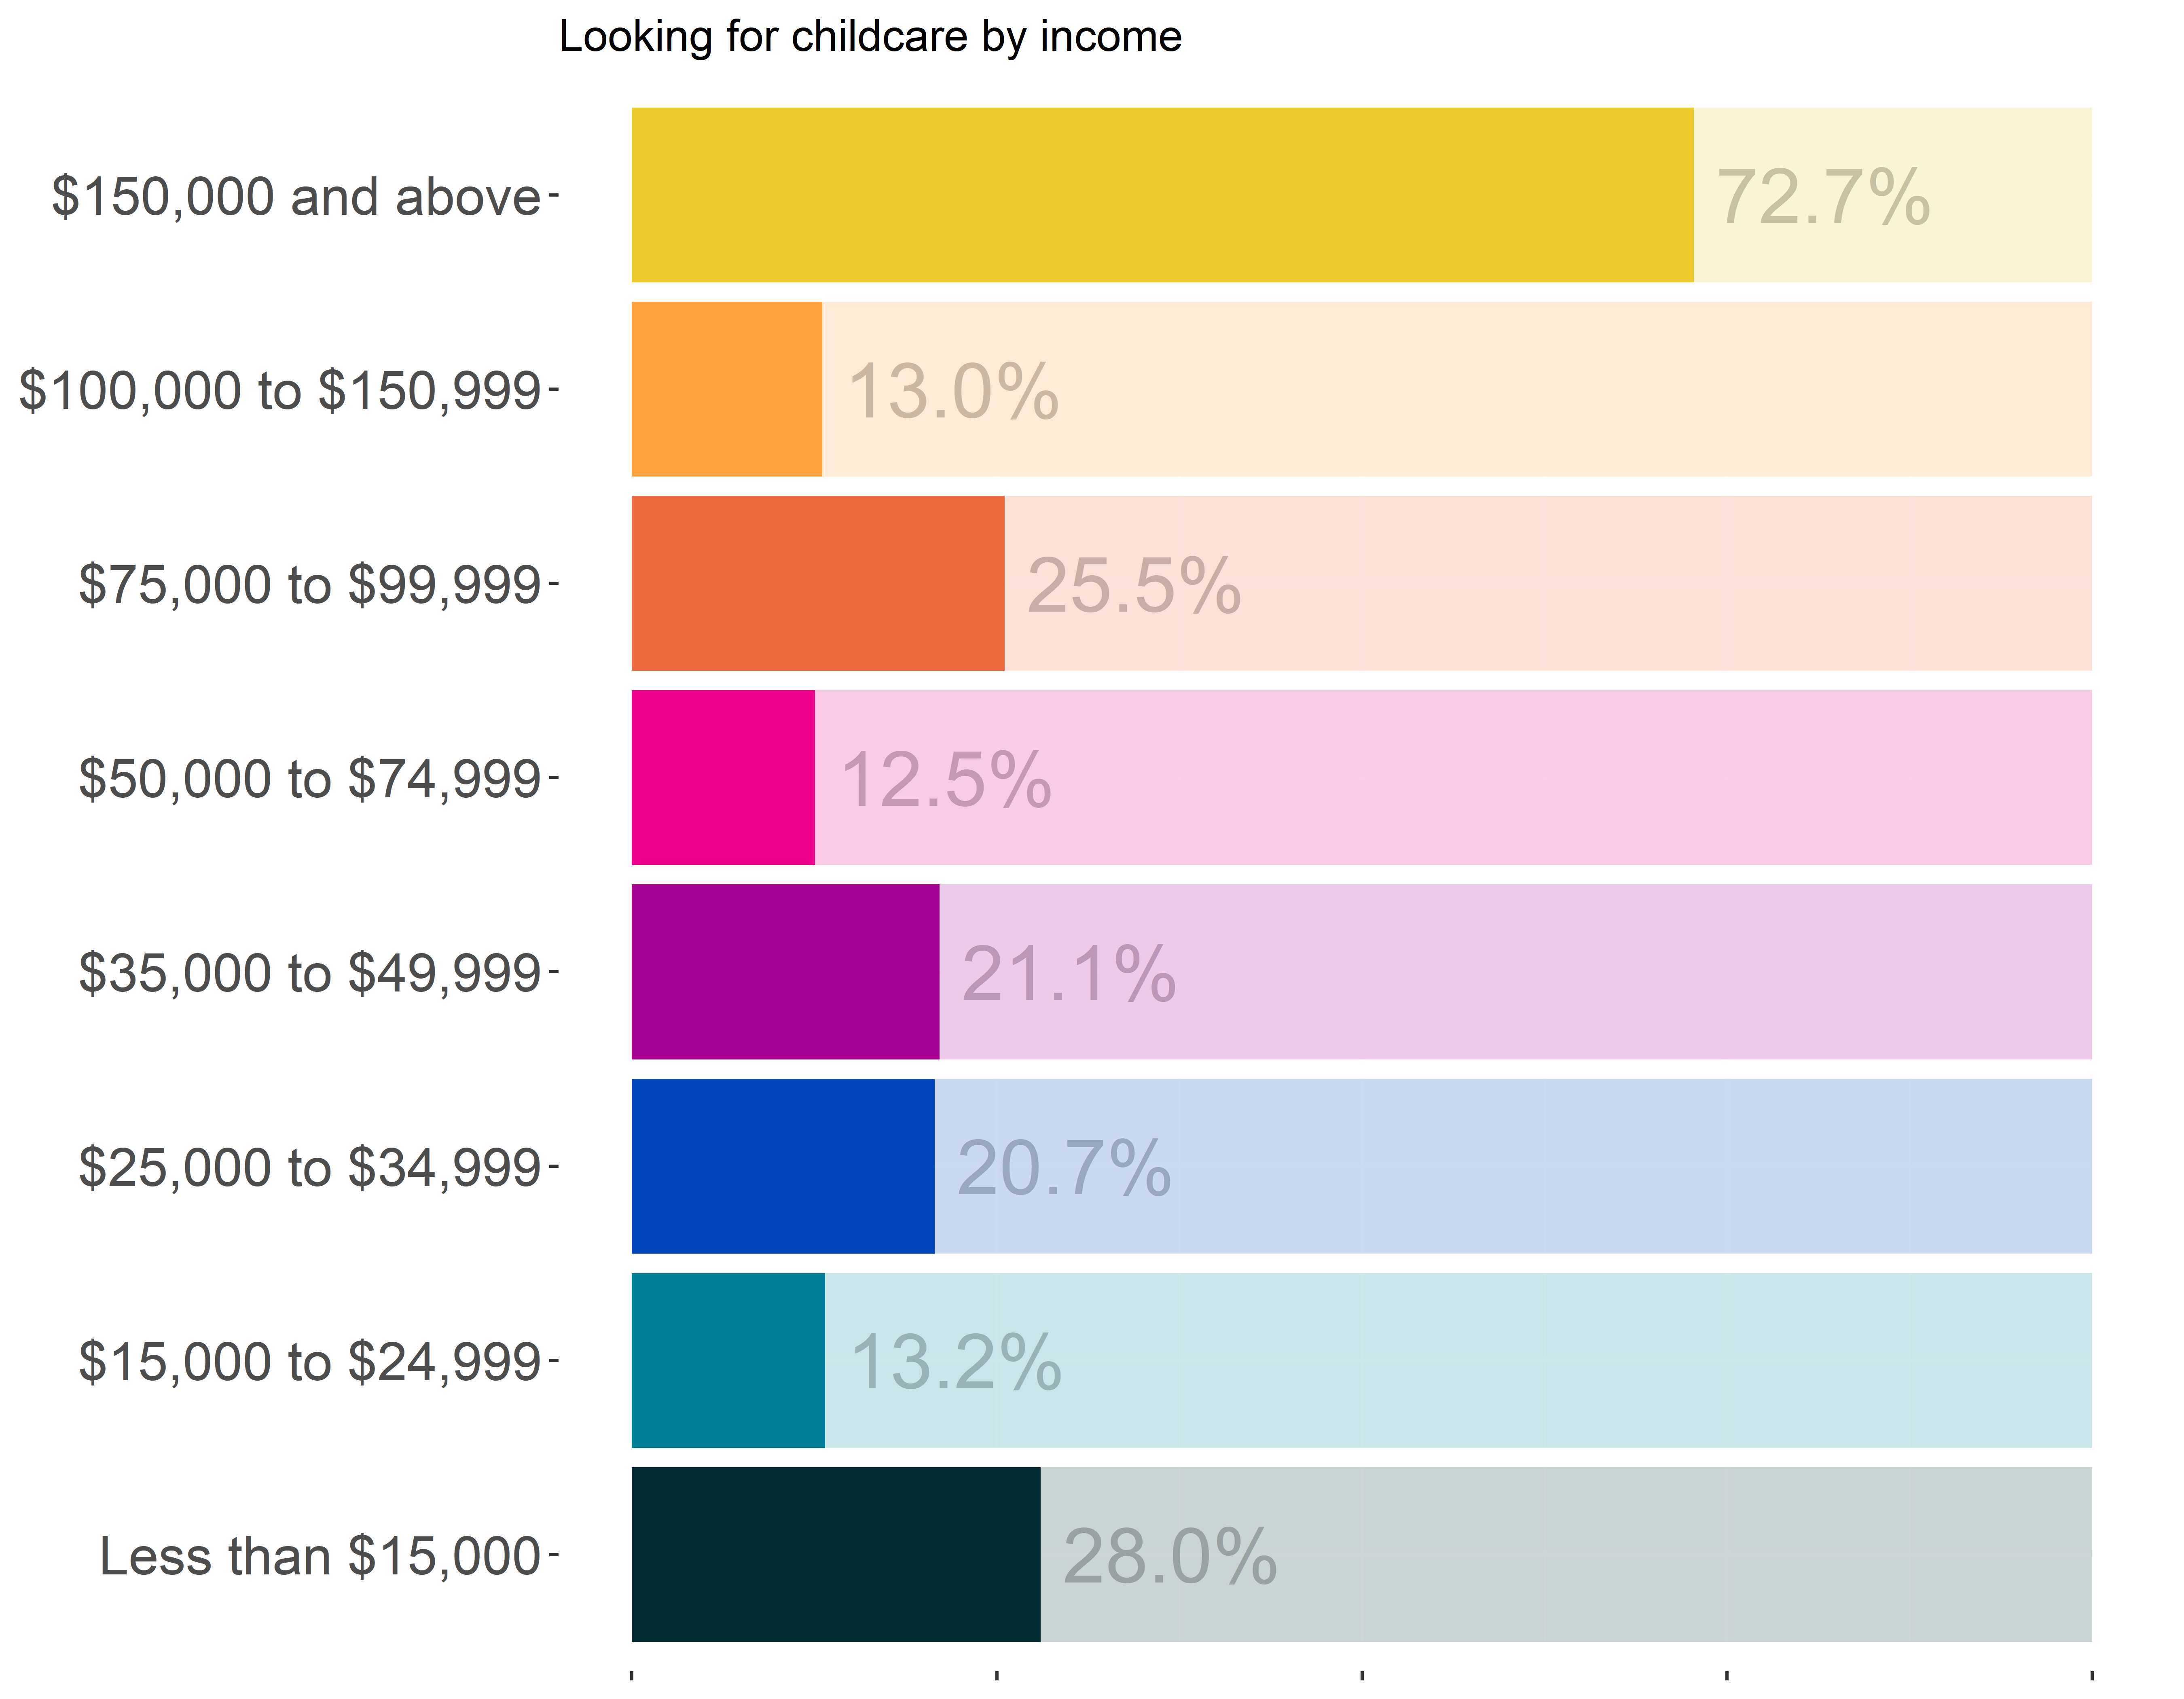 Looking for childcare by income
$150,000 and above
72.7%
$100,000 to $150,999
13.0%
$75,000 to $99,999
25.5%
$50,000 to $74,999
12.5%
$35,000 to $49,999
21.1%
$25,000 to $34,999
20.7%
$15,000 to $24,999
13.2%
Less than $15,000
28.0%